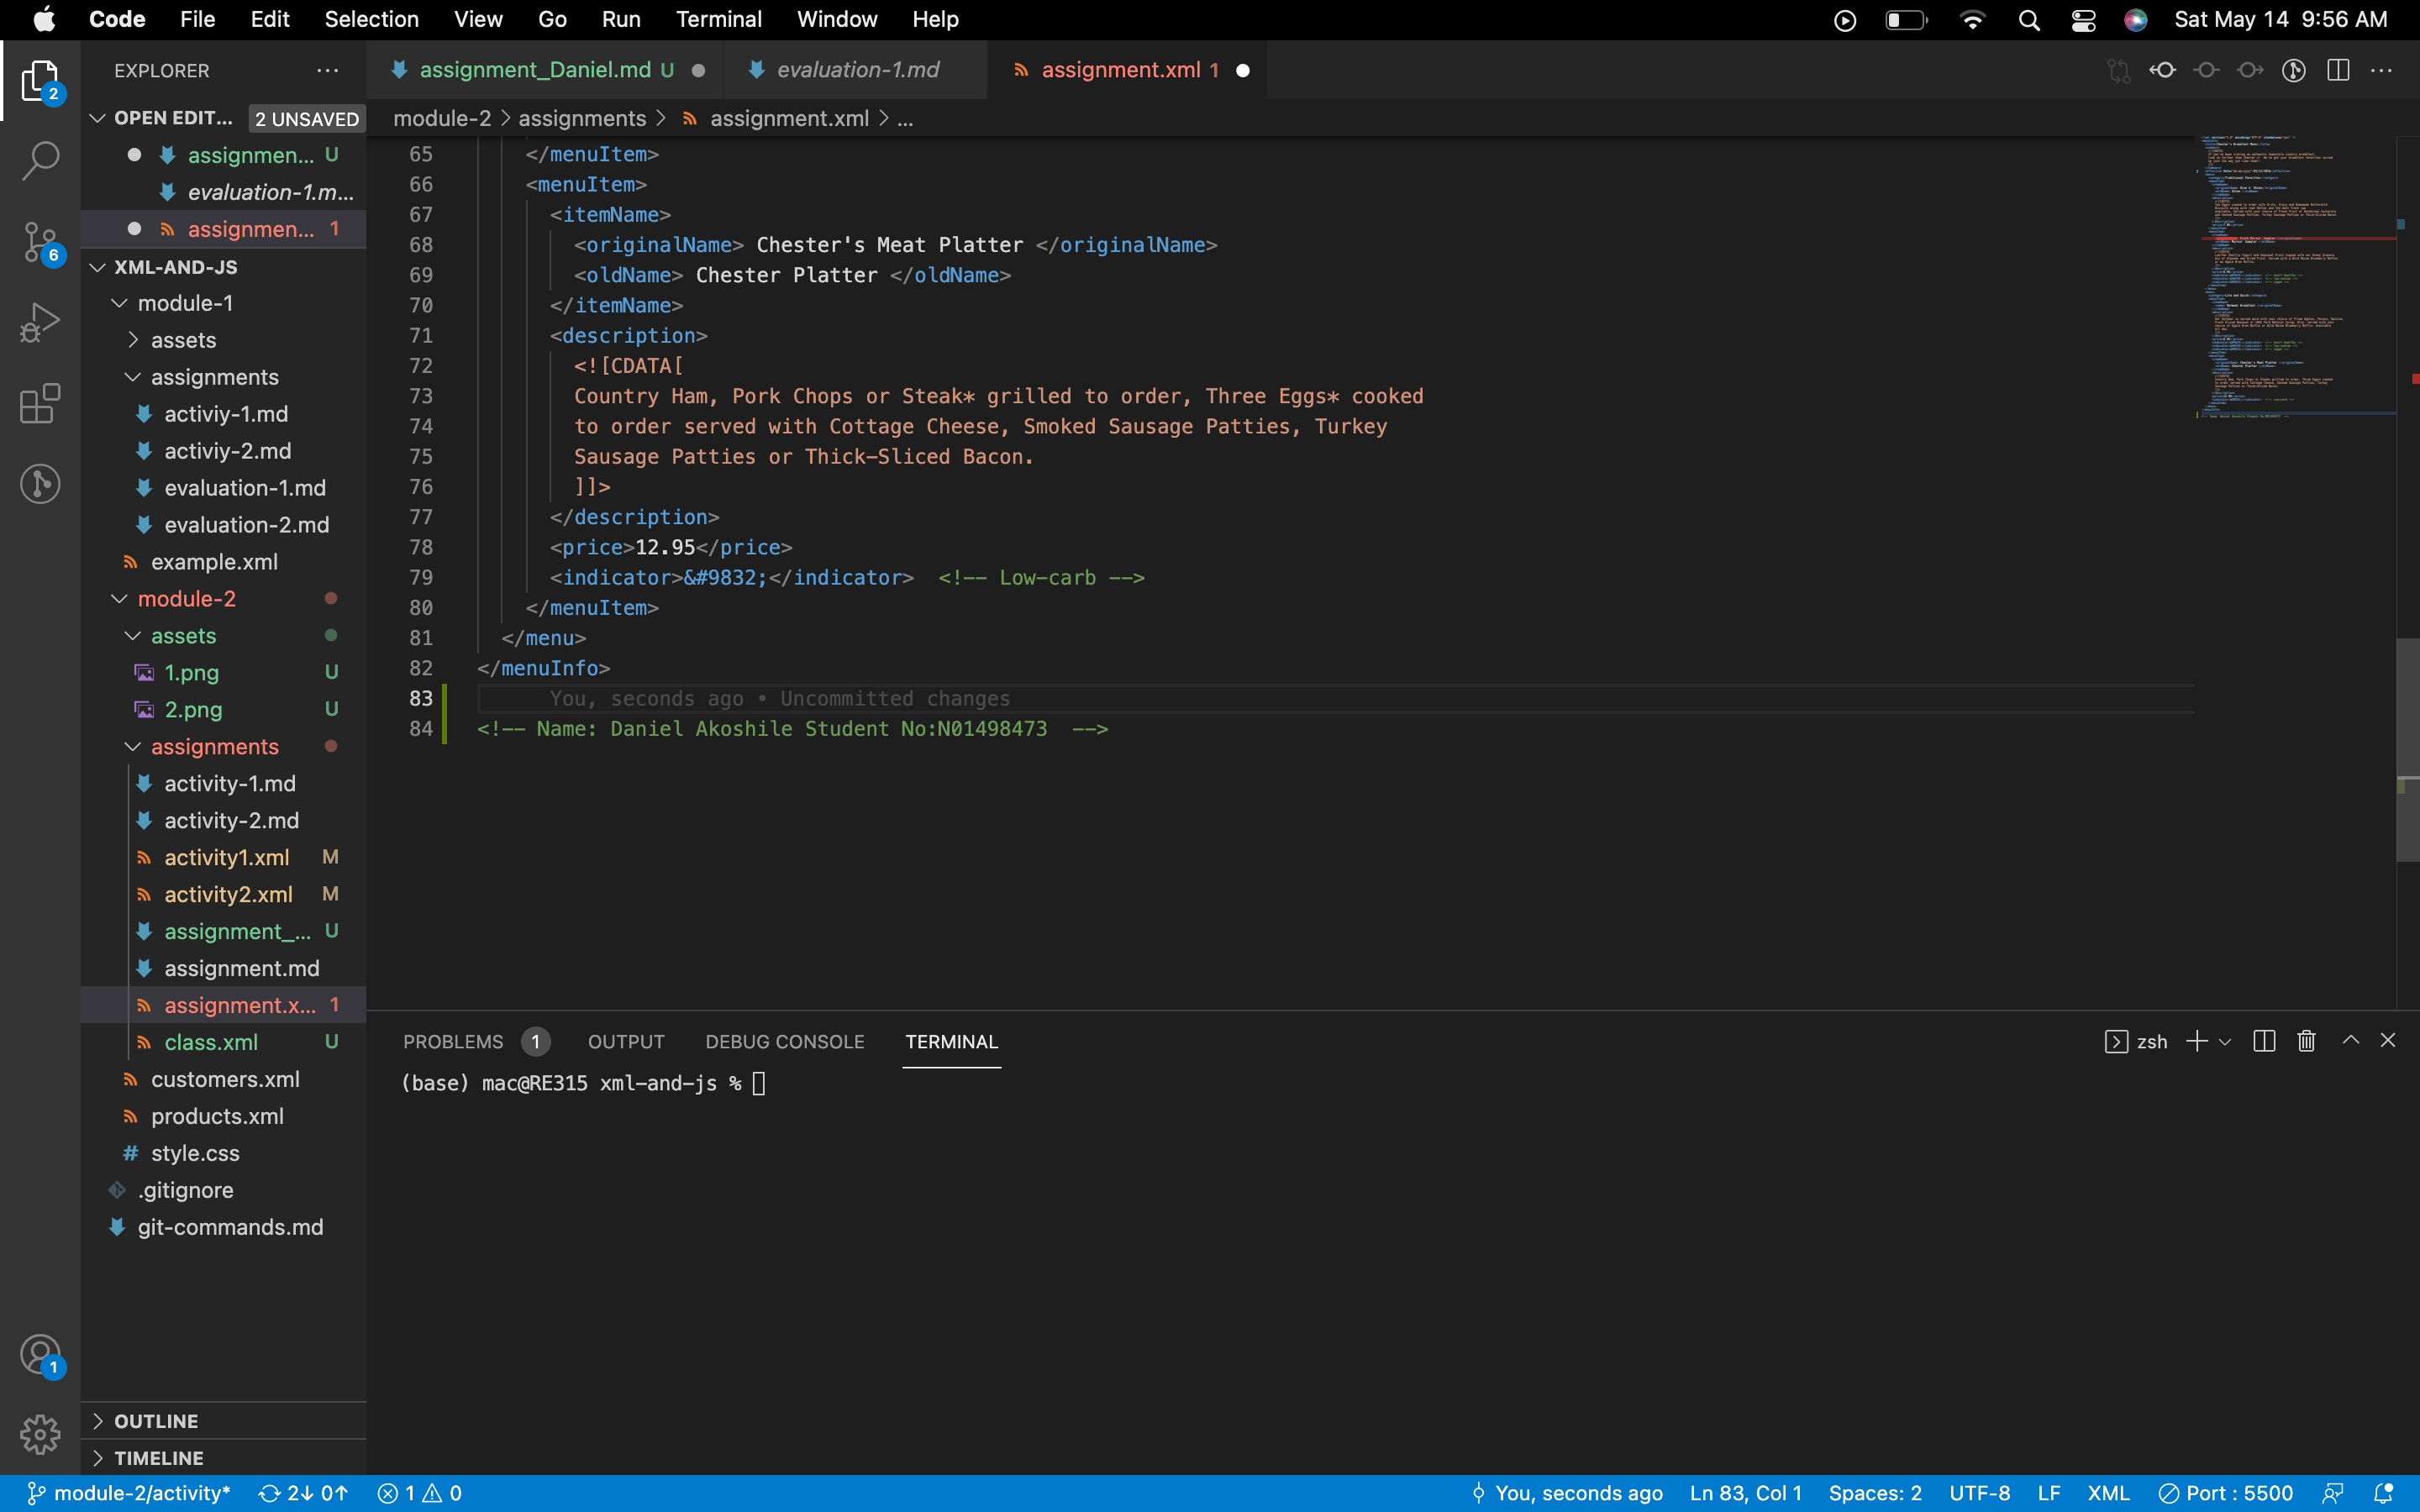 Code File Edit Selection View Go Run Terminal Window Help Sat May 14 9:56 AM
EXPLORER
OPEN EDIT... 2 UNSAVED
assignmen... U
evaluation-1.m...
assignmen... 1
XML-AND-JS
module-1
assets
assignments
activiy-1.md
activiy-2.md
evaluation-1.md
evaluation-2.md
example.xml
module-2
assets
1.png U
2.png U
assignments
activity-1.md
activity-2.md
activity1.xml M
activity2.xml M
assignment_... U
assignment.md
assignment.x... 1
class.xml U
customers.xml
products.xml
style.css
.gitignore
git-commands.md
OUTLINE
TIMELINE
2
6
1
assignment_Daniel.md U evaluation-1.md assignment.xml 1
module-2 > assignments > assignment.xml > ...
65 </menuItem>
66 <menuItem>
67 <itemName>
68 <originalName> Chester's Meat Platter </originalName>
69 <oldName> Chester Platter </oldName>
70 </itemName>
71 <description>
72 <![CDATA[
73 Country Ham, Pork Chops or Steak* grilled to order, Three Eggs* cooked
74 to order served with Cottage Cheese, Smoked Sausage Patties, Turkey
75 Sausage Patties or Thick-Sliced Bacon.
76 ]]>
77 </description>
78 <price>12.95</price>
79 <indicator>&#9832;</indicator> <!-- Low-carb -->
80 </menuItem>
81 </menu>
82 </menuInfo>
83 You, seconds ago • Uncommitted changes
84 <!-- Name: Daniel Akoshile Student No:N01498473 -->
PROBLEMS 1 OUTPUT DEBUG CONSOLE TERMINAL zsh
(base) mac@RE315 xml-and-js %
module-2/activity* 2↓ 0↑ 1 0 You, seconds ago Ln 83, Col 1 Spaces: 2 UTF-8 LF XML Port : 5500